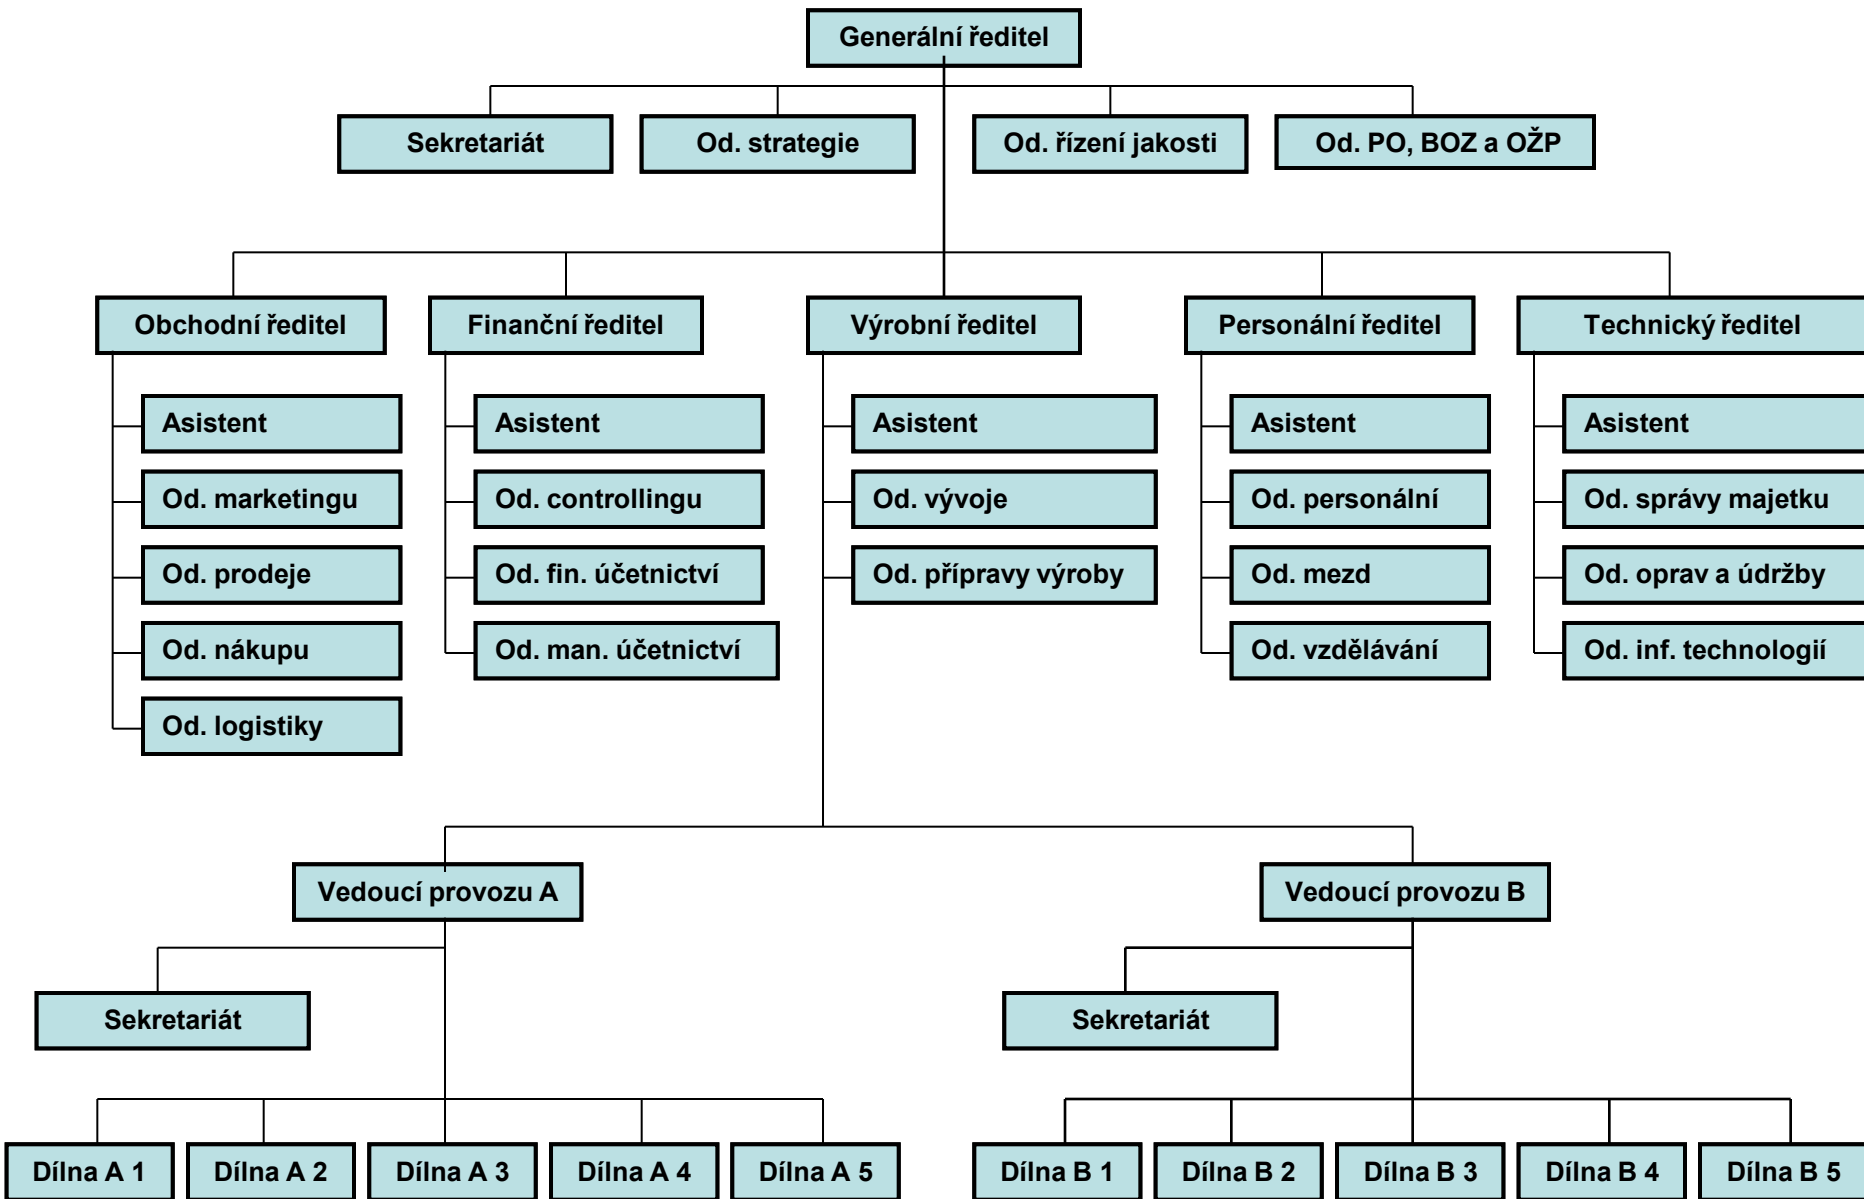 Generální ředitel
Sekretariát
Od. strategie
Od. řízení jakosti
Od. PO, BOZ a OŽP
Obchodní ředitel
Finanční ředitel
Výrobní ředitel
Personální ředitel
Technický ředitel
Asistent
Od. marketingu
Od. prodeje
Od. nákupu
Od. logistiky
Asistent
Od. controllingu
Od. fin. účetnictví
Od. man. účetnictví
Asistent
Od. vývoje
Od. přípravy výroby
Asistent
Od. personální
Od. mezd
Od. vzdělávání
Asistent
Od. správy majetku
Od. oprav a údržby
Od. inf. technologií
Vedoucí provozu A
Vedoucí provozu B
Sekretariát
Sekretariát
Dílna A 1
Dílna A 2
Dílna A 3
Dílna A 4
Dílna A 5
Dílna B 1
Dílna B 2
Dílna B 3
Dílna B 4
Dílna B 5